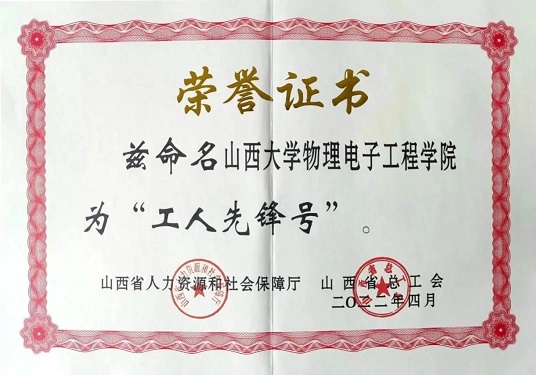 荣誉证书
兹命名山西大学物理电子工程学院
为“工人先锋号”。
山西省人力资源和社会保障厅 山西省总工会
二〇二二年四月